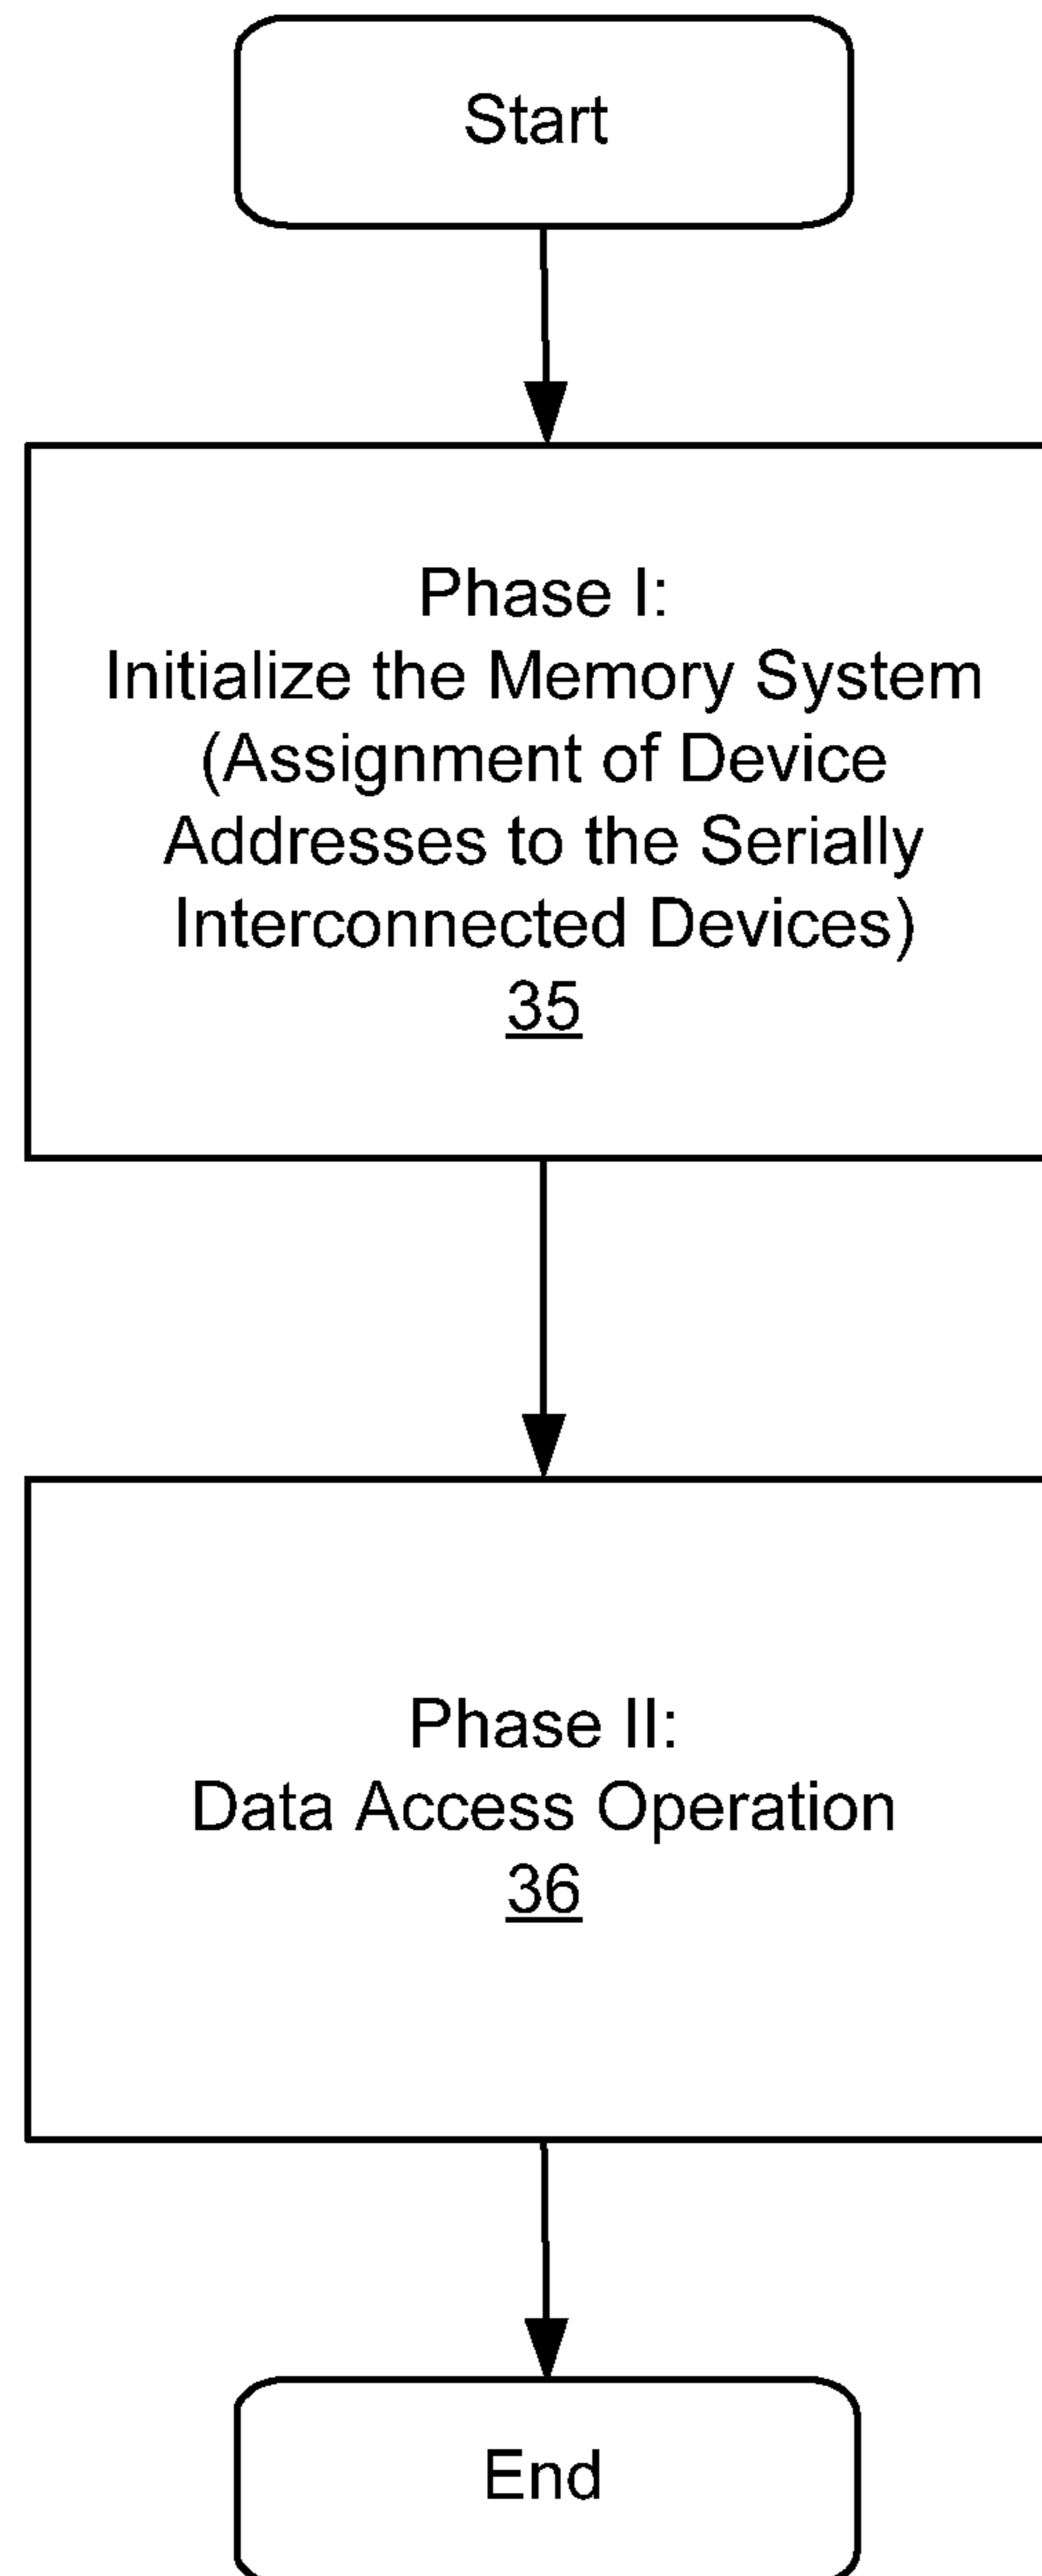 Start
Phase I:
Initialize the Memory System
(Assignment of Device
Addresses to the Serially
Interconnected Devices)
35
Phase II:
Data Access Operation
36
End